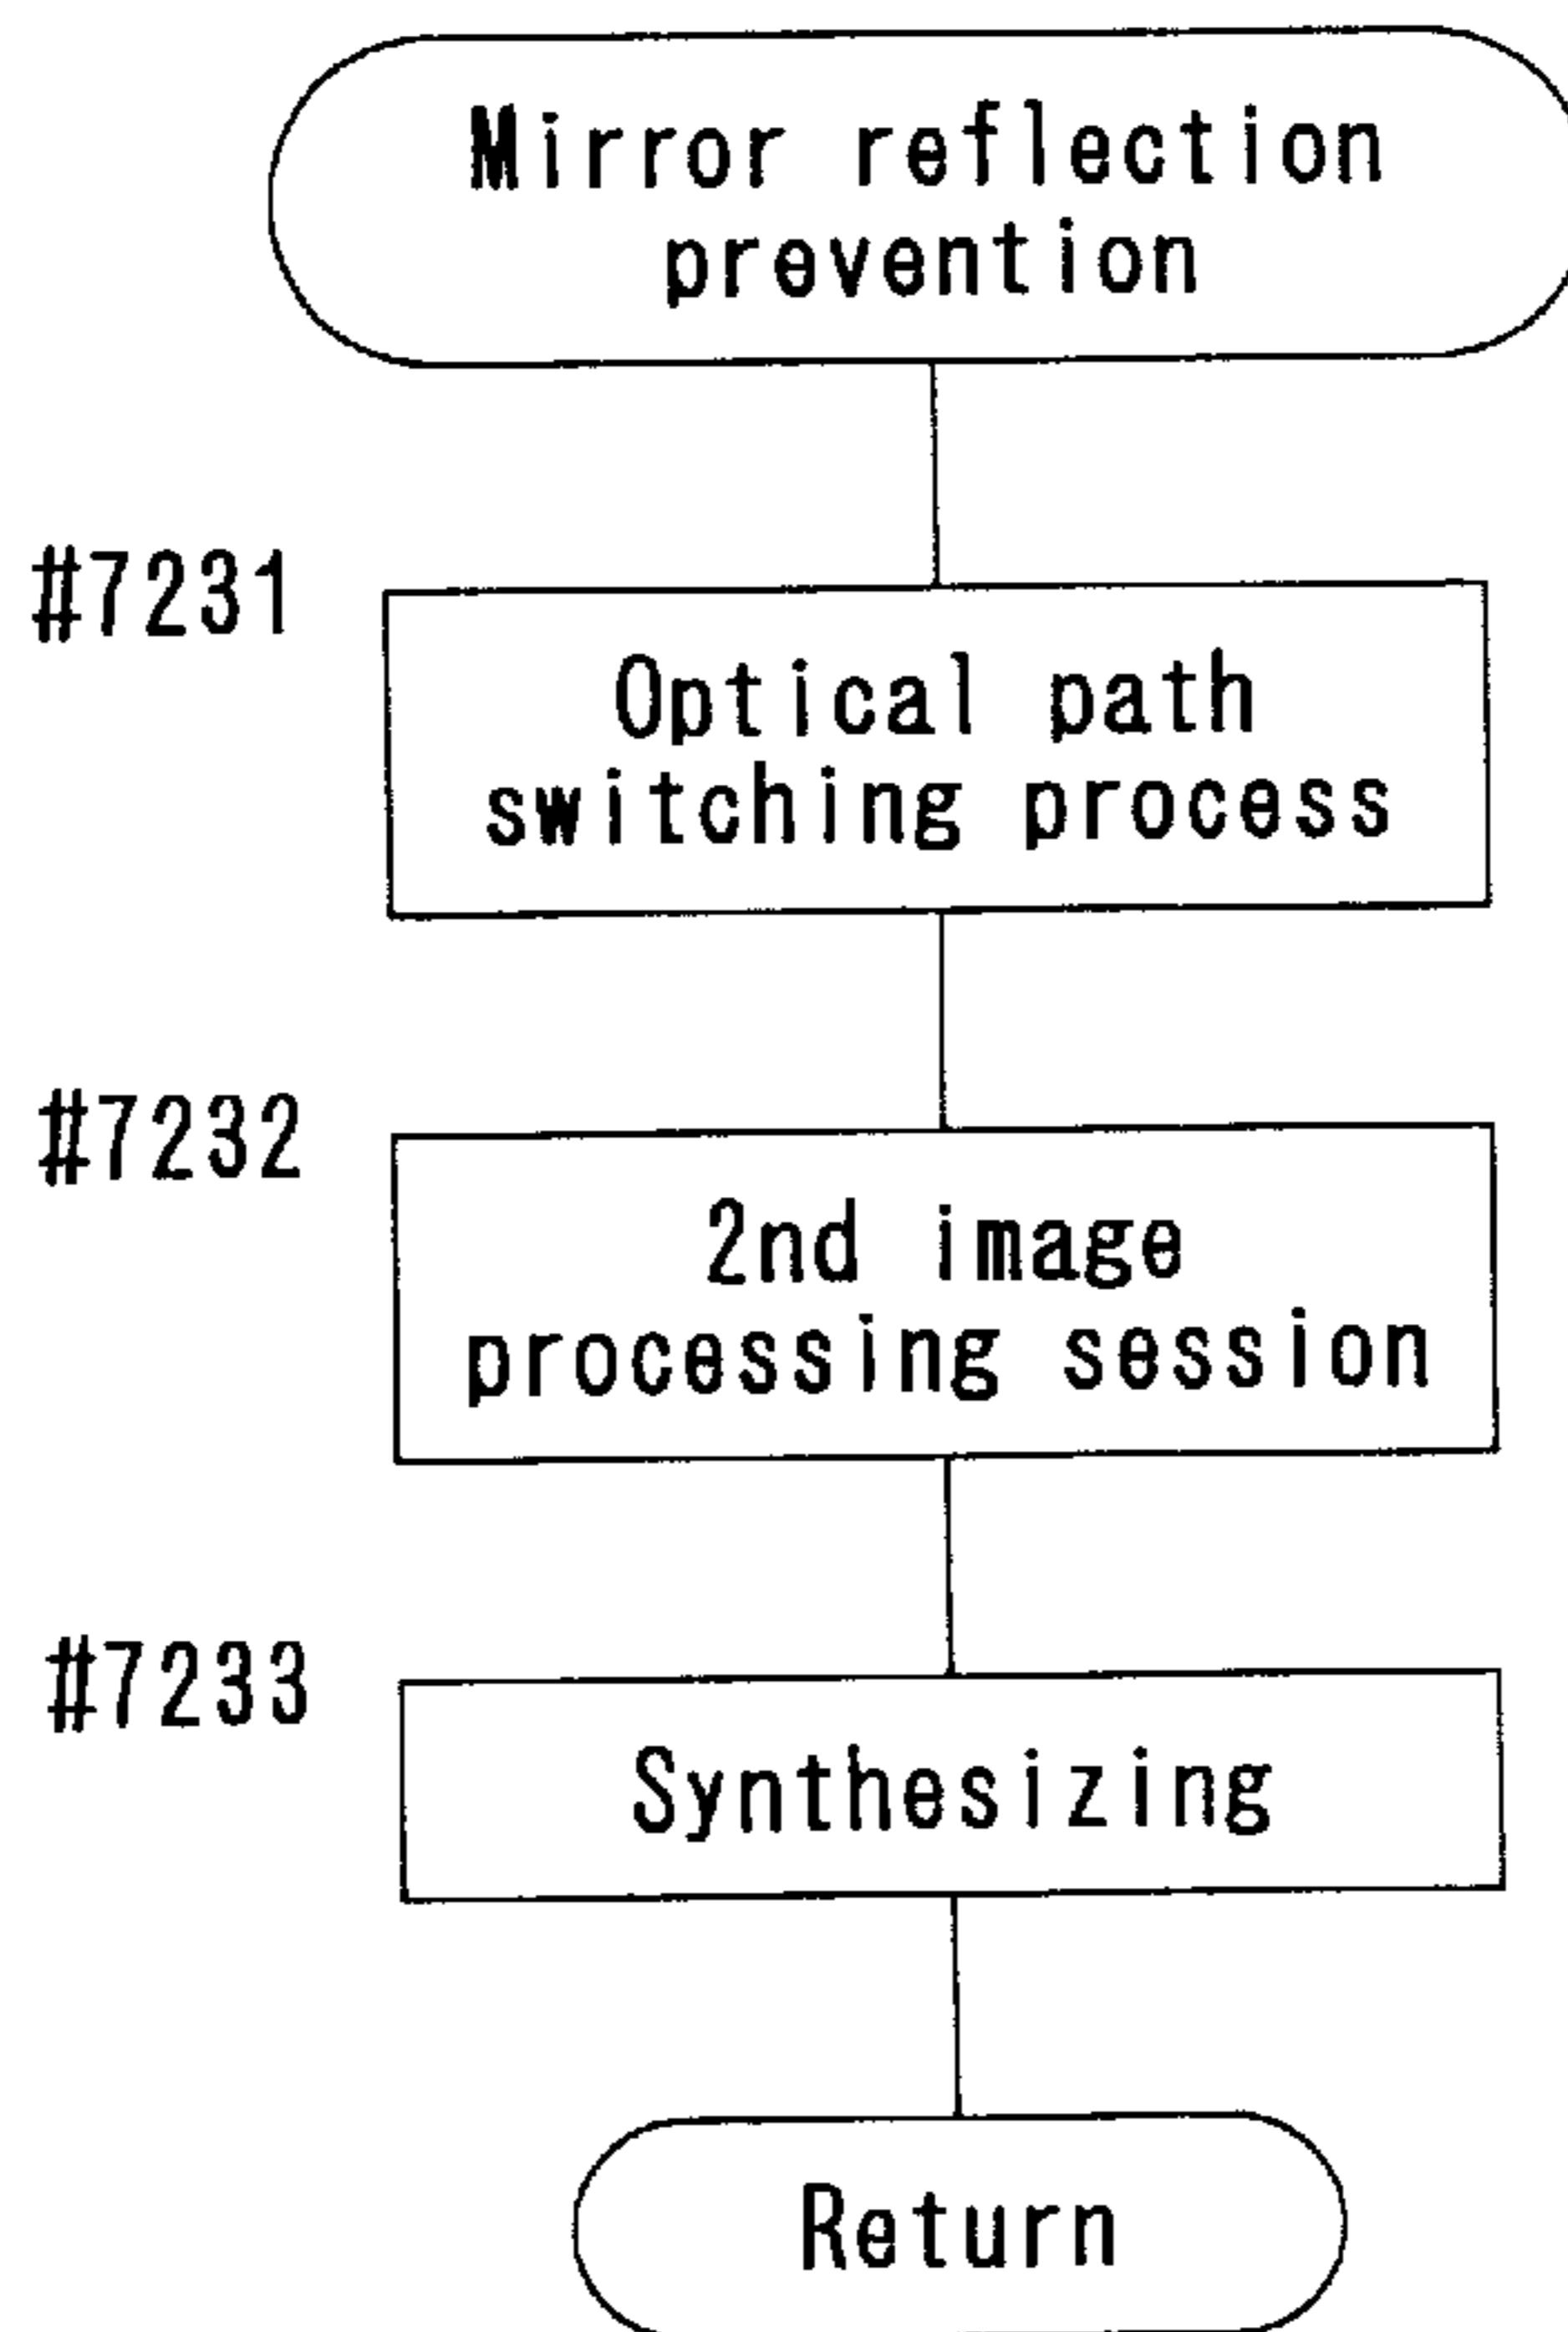 Mirror reflection
prevention
#7231
Optical path
switching process
#7232
2nd image
processing session
#7233
Synthesizing
Return